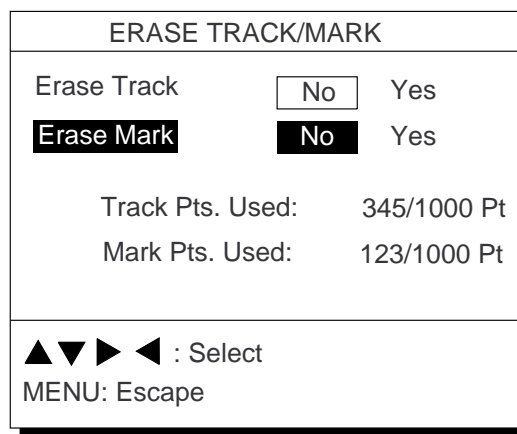 ERASE TRACK/MARK
Erase Track No Yes
Erase Mark No Yes
Track Pts. Used: 345/1000 Pt
Mark Pts. Used: 123/1000 Pt
▲▼▶◀ : Select
MENU: Escape